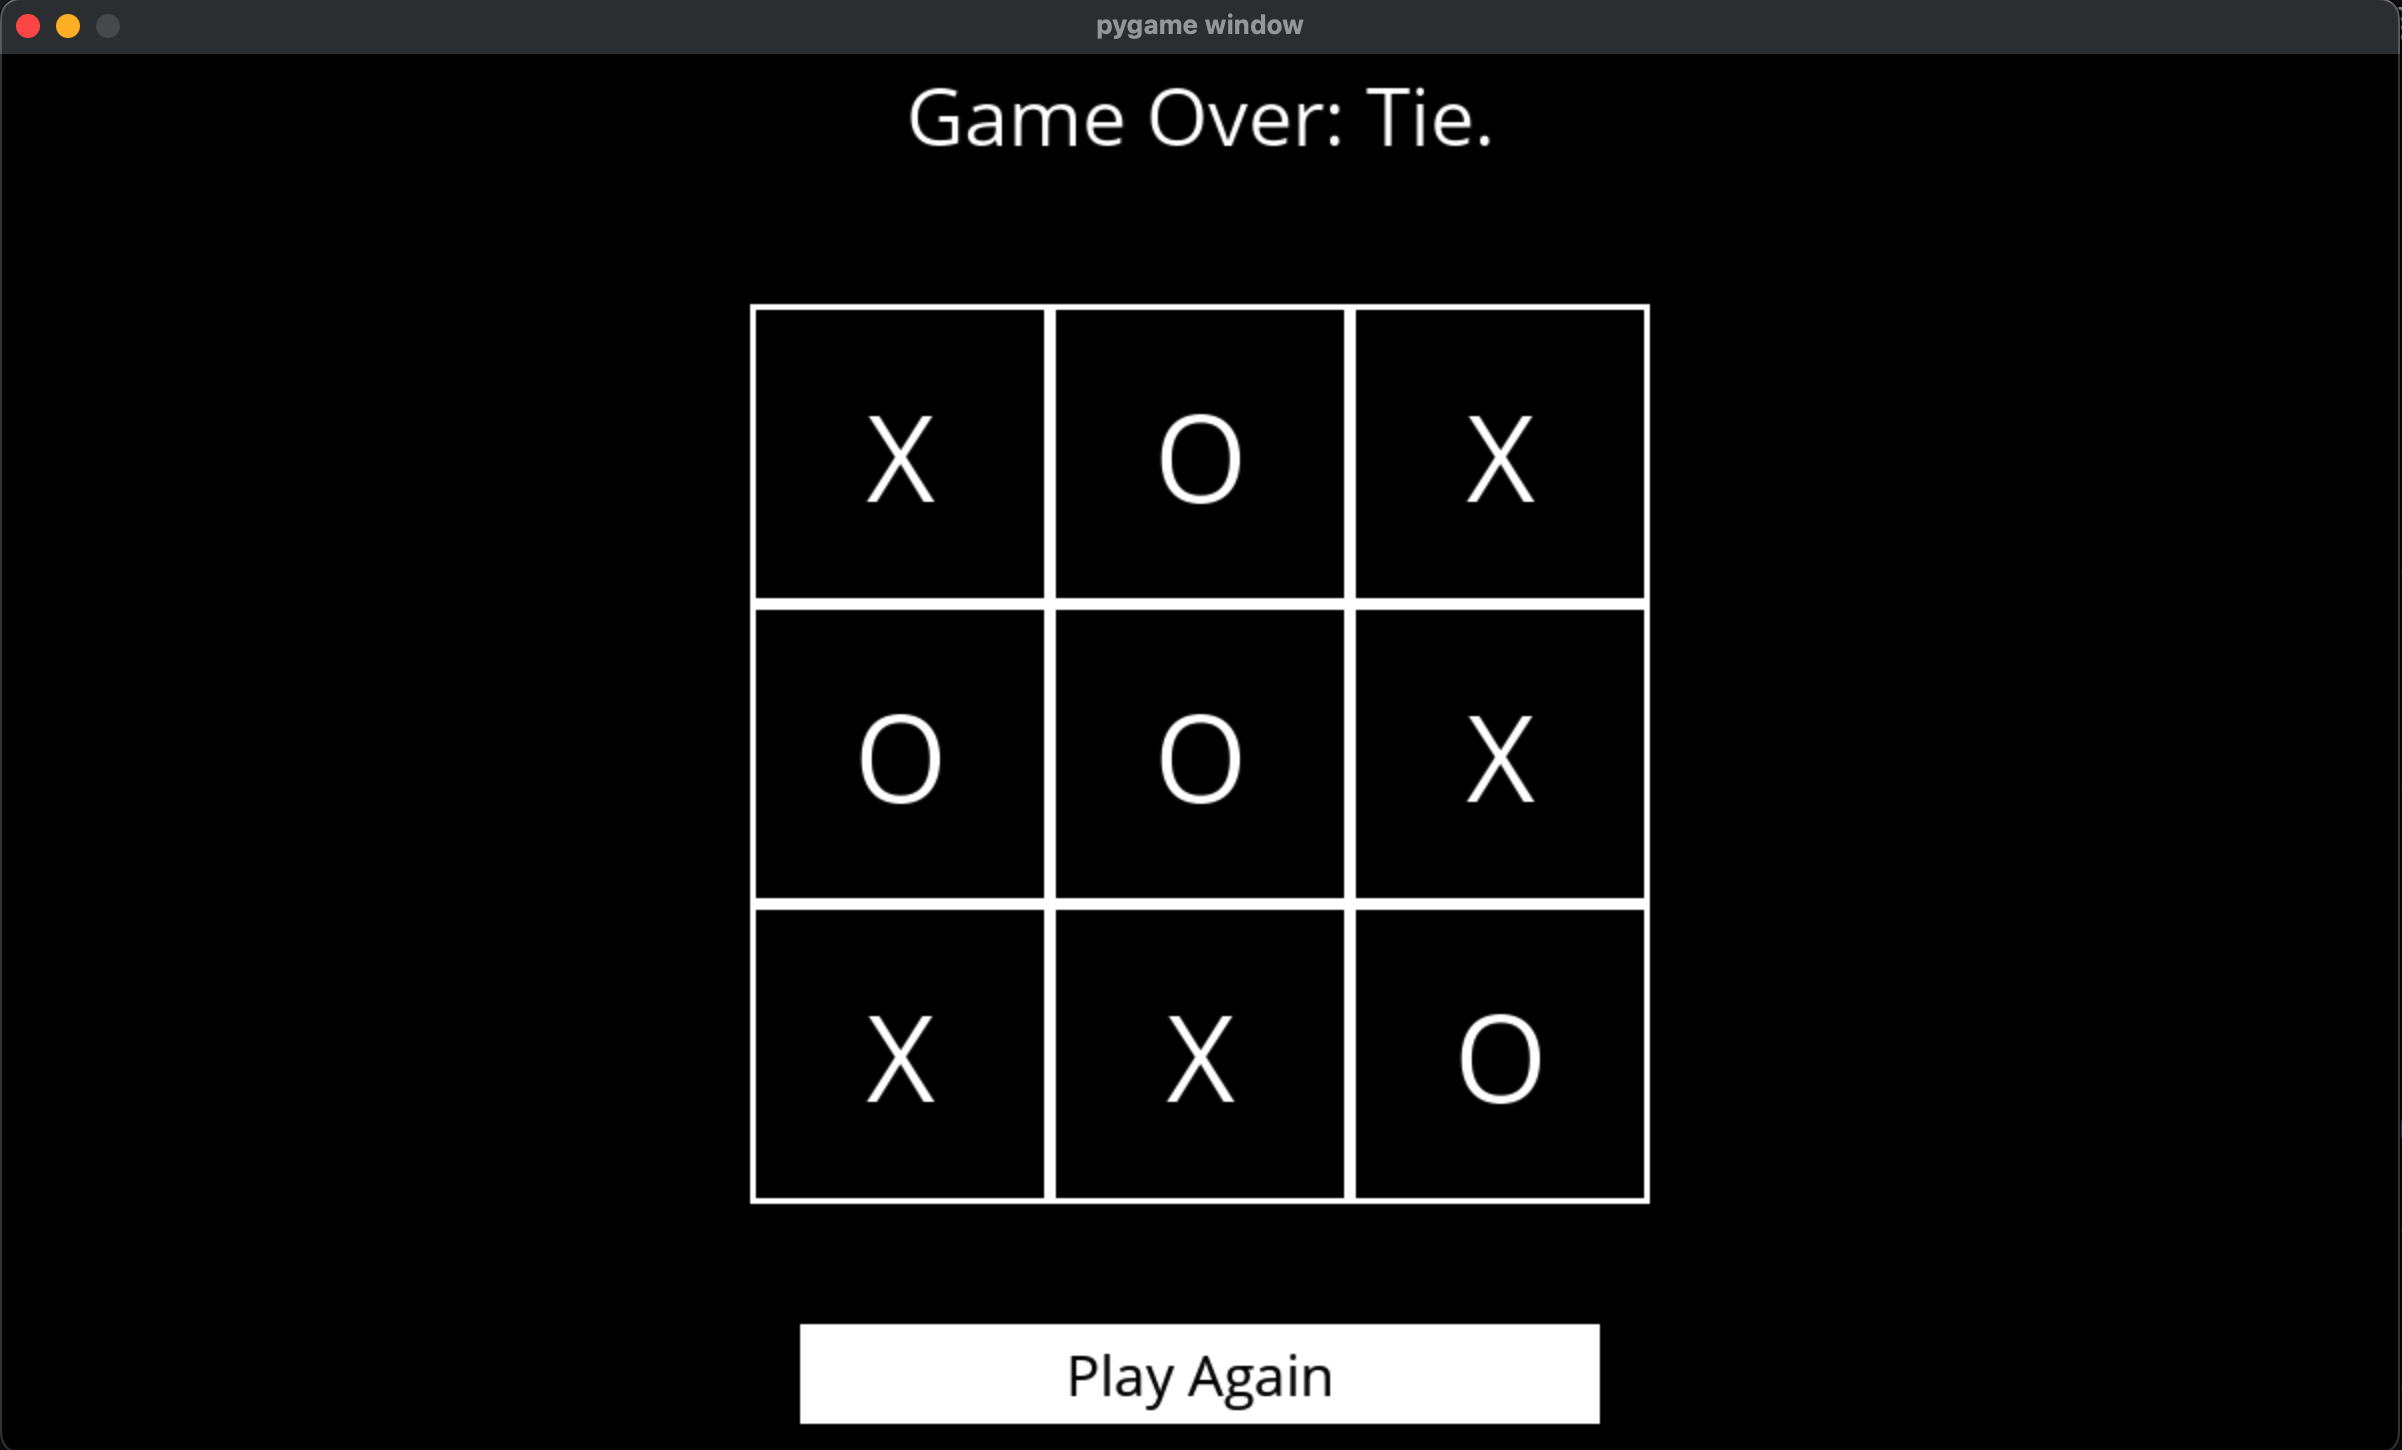 pygame window
Game Over: Tie.
X O X
O O X
X X O
Play Again